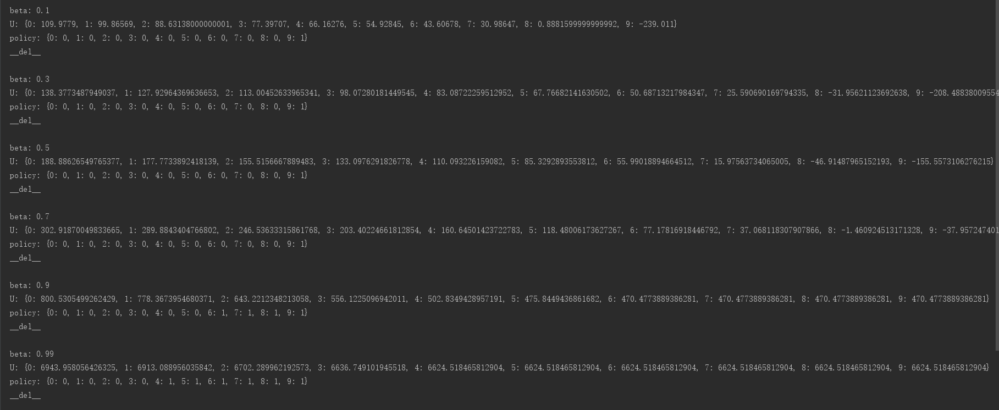 beta: 0.1
U: {0: 109.9779, 1: 99.86569, 2: 88.63138000000001, 3: 77.39707, 4: 66.16276, 5: 54.92845, 6: 43.60678, 7: 30.98647, 8: 0.8881599999999992, 9: -239.011}
policy: {0: 0, 1: 0, 2: 0, 3: 0, 4: 0, 5: 0, 6: 0, 7: 0, 8: 0, 9: 1}
__del__
beta: 0.3
U: {0: 138.3773487949037, 1: 127.92964369636653, 2: 113.00452633965341, 3: 98.07280181449545, 4: 83.08722259512952, 5: 67.76682141630502, 6: 50.68713217984347, 7: 25.590690169794335, 8: -31.95621123692638, 9: -208.48838009554
policy: {0: 0, 1: 0, 2: 0, 3: 0, 4: 0, 5: 0, 6: 0, 7: 0, 8: 0, 9: 1}
__del__
beta: 0.5
U: {0: 188.88626549765377, 1: 177.7733892418139, 2: 155.5156667889483, 3: 133.0976291826778, 4: 110.093226159082, 5: 85.3292893553812, 6: 55.99018894664512, 7: 15.97563734065005, 8: -46.91487965152193, 9: -155.5573106276215}
policy: {0: 0, 1: 0, 2: 0, 3: 0, 4: 0, 5: 0, 6: 0, 7: 0, 8: 0, 9: 1}
__del__
beta: 0.7
U: {0: 302.91870049833665, 1: 289.8843404766802, 2: 246.53633315861768, 3: 203.40224661812854, 4: 160.64501423722783, 5: 118.48006173627267, 6: 77.17816918446792, 7: 37.068118307907866, 8: -1.460924513171328, 9: -37.957247401
policy: {0: 0, 1: 0, 2: 0, 3: 0, 4: 0, 5: 0, 6: 0, 7: 0, 8: 0, 9: 1}
__del__
beta: 0.9
U: {0: 800.5305499262429, 1: 778.3673954680371, 2: 643.2212348213058, 3: 556.1225096942011, 4: 502.8349428957191, 5: 475.8449436861682, 6: 470.4773889386281, 7: 470.4773889386281, 8: 470.4773889386281, 9: 470.4773889386281}
policy: {0: 0, 1: 0, 2: 0, 3: 0, 4: 0, 5: 0, 6: 1, 7: 1, 8: 1, 9: 1}
__del__
beta: 0.99
U: {0: 6943.958056426325, 1: 6913.088956035842, 2: 6702.289962192573, 3: 6636.749101945518, 4: 6624.518465812904, 5: 6624.518465812904, 6: 6624.518465812904, 7: 6624.518465812904, 8: 6624.518465812904, 9: 6624.518465812904}
policy: {0: 0, 1: 0, 2: 0, 3: 0, 4: 1, 5: 1, 6: 1, 7: 1, 8: 1, 9: 1}
__del__